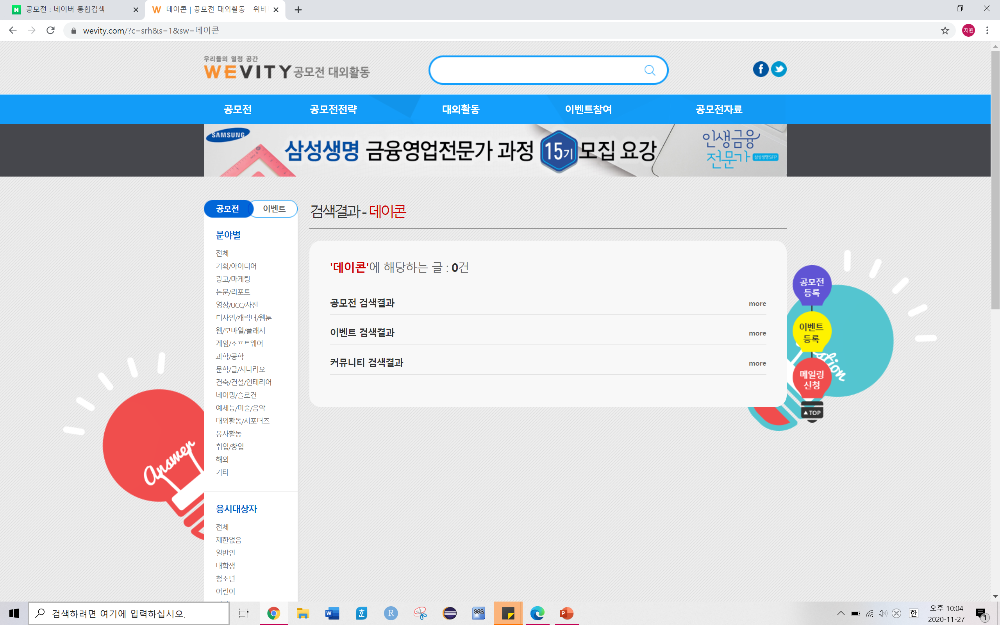 공모전 : 네이버 통합검색
데이콘 | 공모전 대외활동 - 위비
wevity.com/?c=srh&s=1&sw=데이콘
지원
우리들의 열정 공간
WEVITY 공모전 대외활동
공모전 공모전전략 대외활동 이벤트참여 공모전자료
SAMSUNG
삼성생명 금융영업전문가 과정 15기 모집 요강
인생금융
전문가 삼성생명SFP
공모전 이벤트
분야별
전체
기획/아이디어
광고/마케팅
논문/리포트
영상/UCC/사진
디자인/캐릭터/웹툰
웹/모바일/플래시
게임/소프트웨어
과학/공학
문학/글/시나리오
건축/건설/인테리어
네이밍/슬로건
예체능/미술/음악
대외활동/서포터즈
봉사활동
취업/창업
해외
기타
응시대상자
전체
제한없음
일반인
대학생
청소년
어린이
검색결과 - 데이콘
'데이콘'에 해당하는 글 : 0건
공모전 검색결과 more
이벤트 검색결과 more
커뮤니티 검색결과 more
공모전
등록
이벤트
등록
메일링
신청
▲TOP
Answer
검색하려면 여기에 입력하십시오.
W
R
sas
P
한
오후 10:04
2020-11-27
1